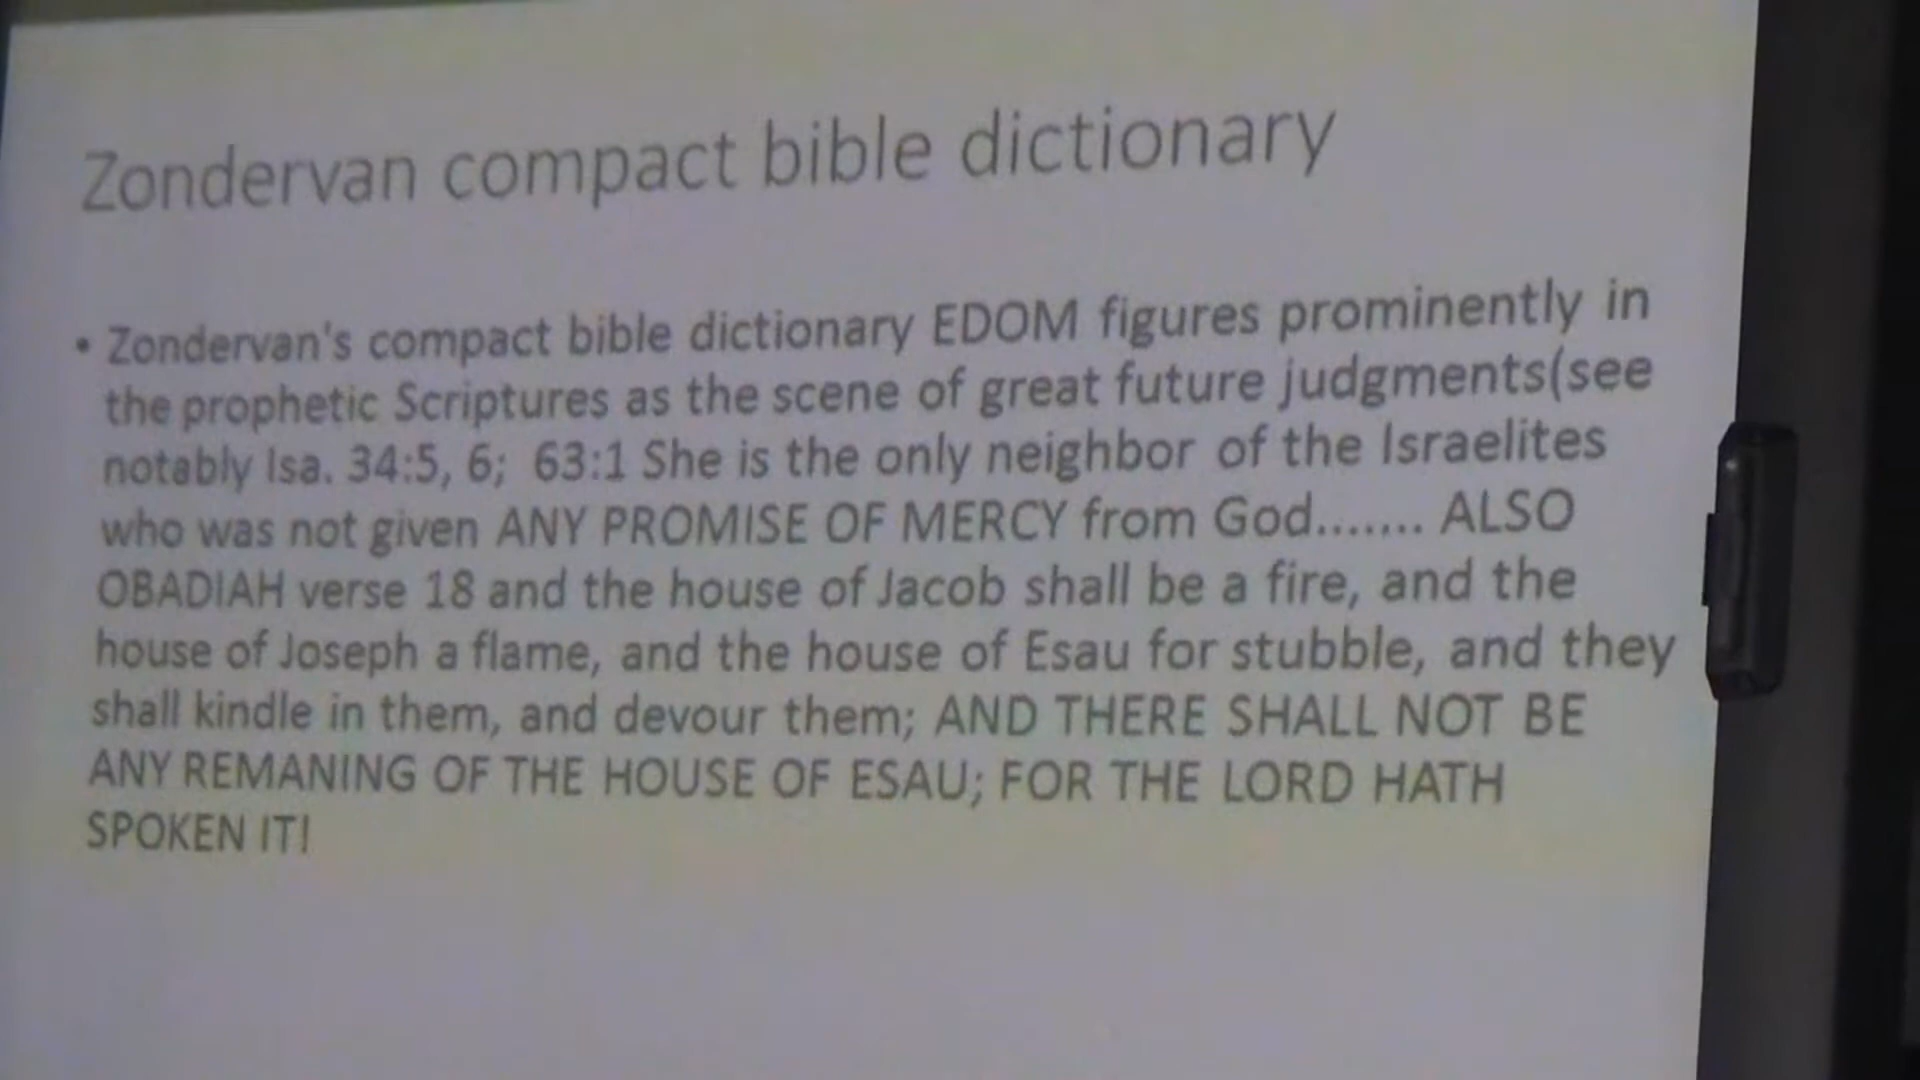 Zondervan compact bible dictionary
• Zondervan's compact bible dictionary EDOM figures prominently in
the prophetic Scriptures as the scene of great future judgments(see
notably Isa. 34:5, 6;  63:1 She is the only neighbor of the Israelites
who was not given ANY PROMISE OF MERCY from God....... ALSO
OBADIAH verse 18 and the house of Jacob shall be a fire, and the
house of Joseph a flame, and the house of Esau for stubble, and they
shall kindle in them, and devour them; AND THERE SHALL NOT BE
ANY REMANING OF THE HOUSE OF ESAU; FOR THE LORD HATH
SPOKEN IT!